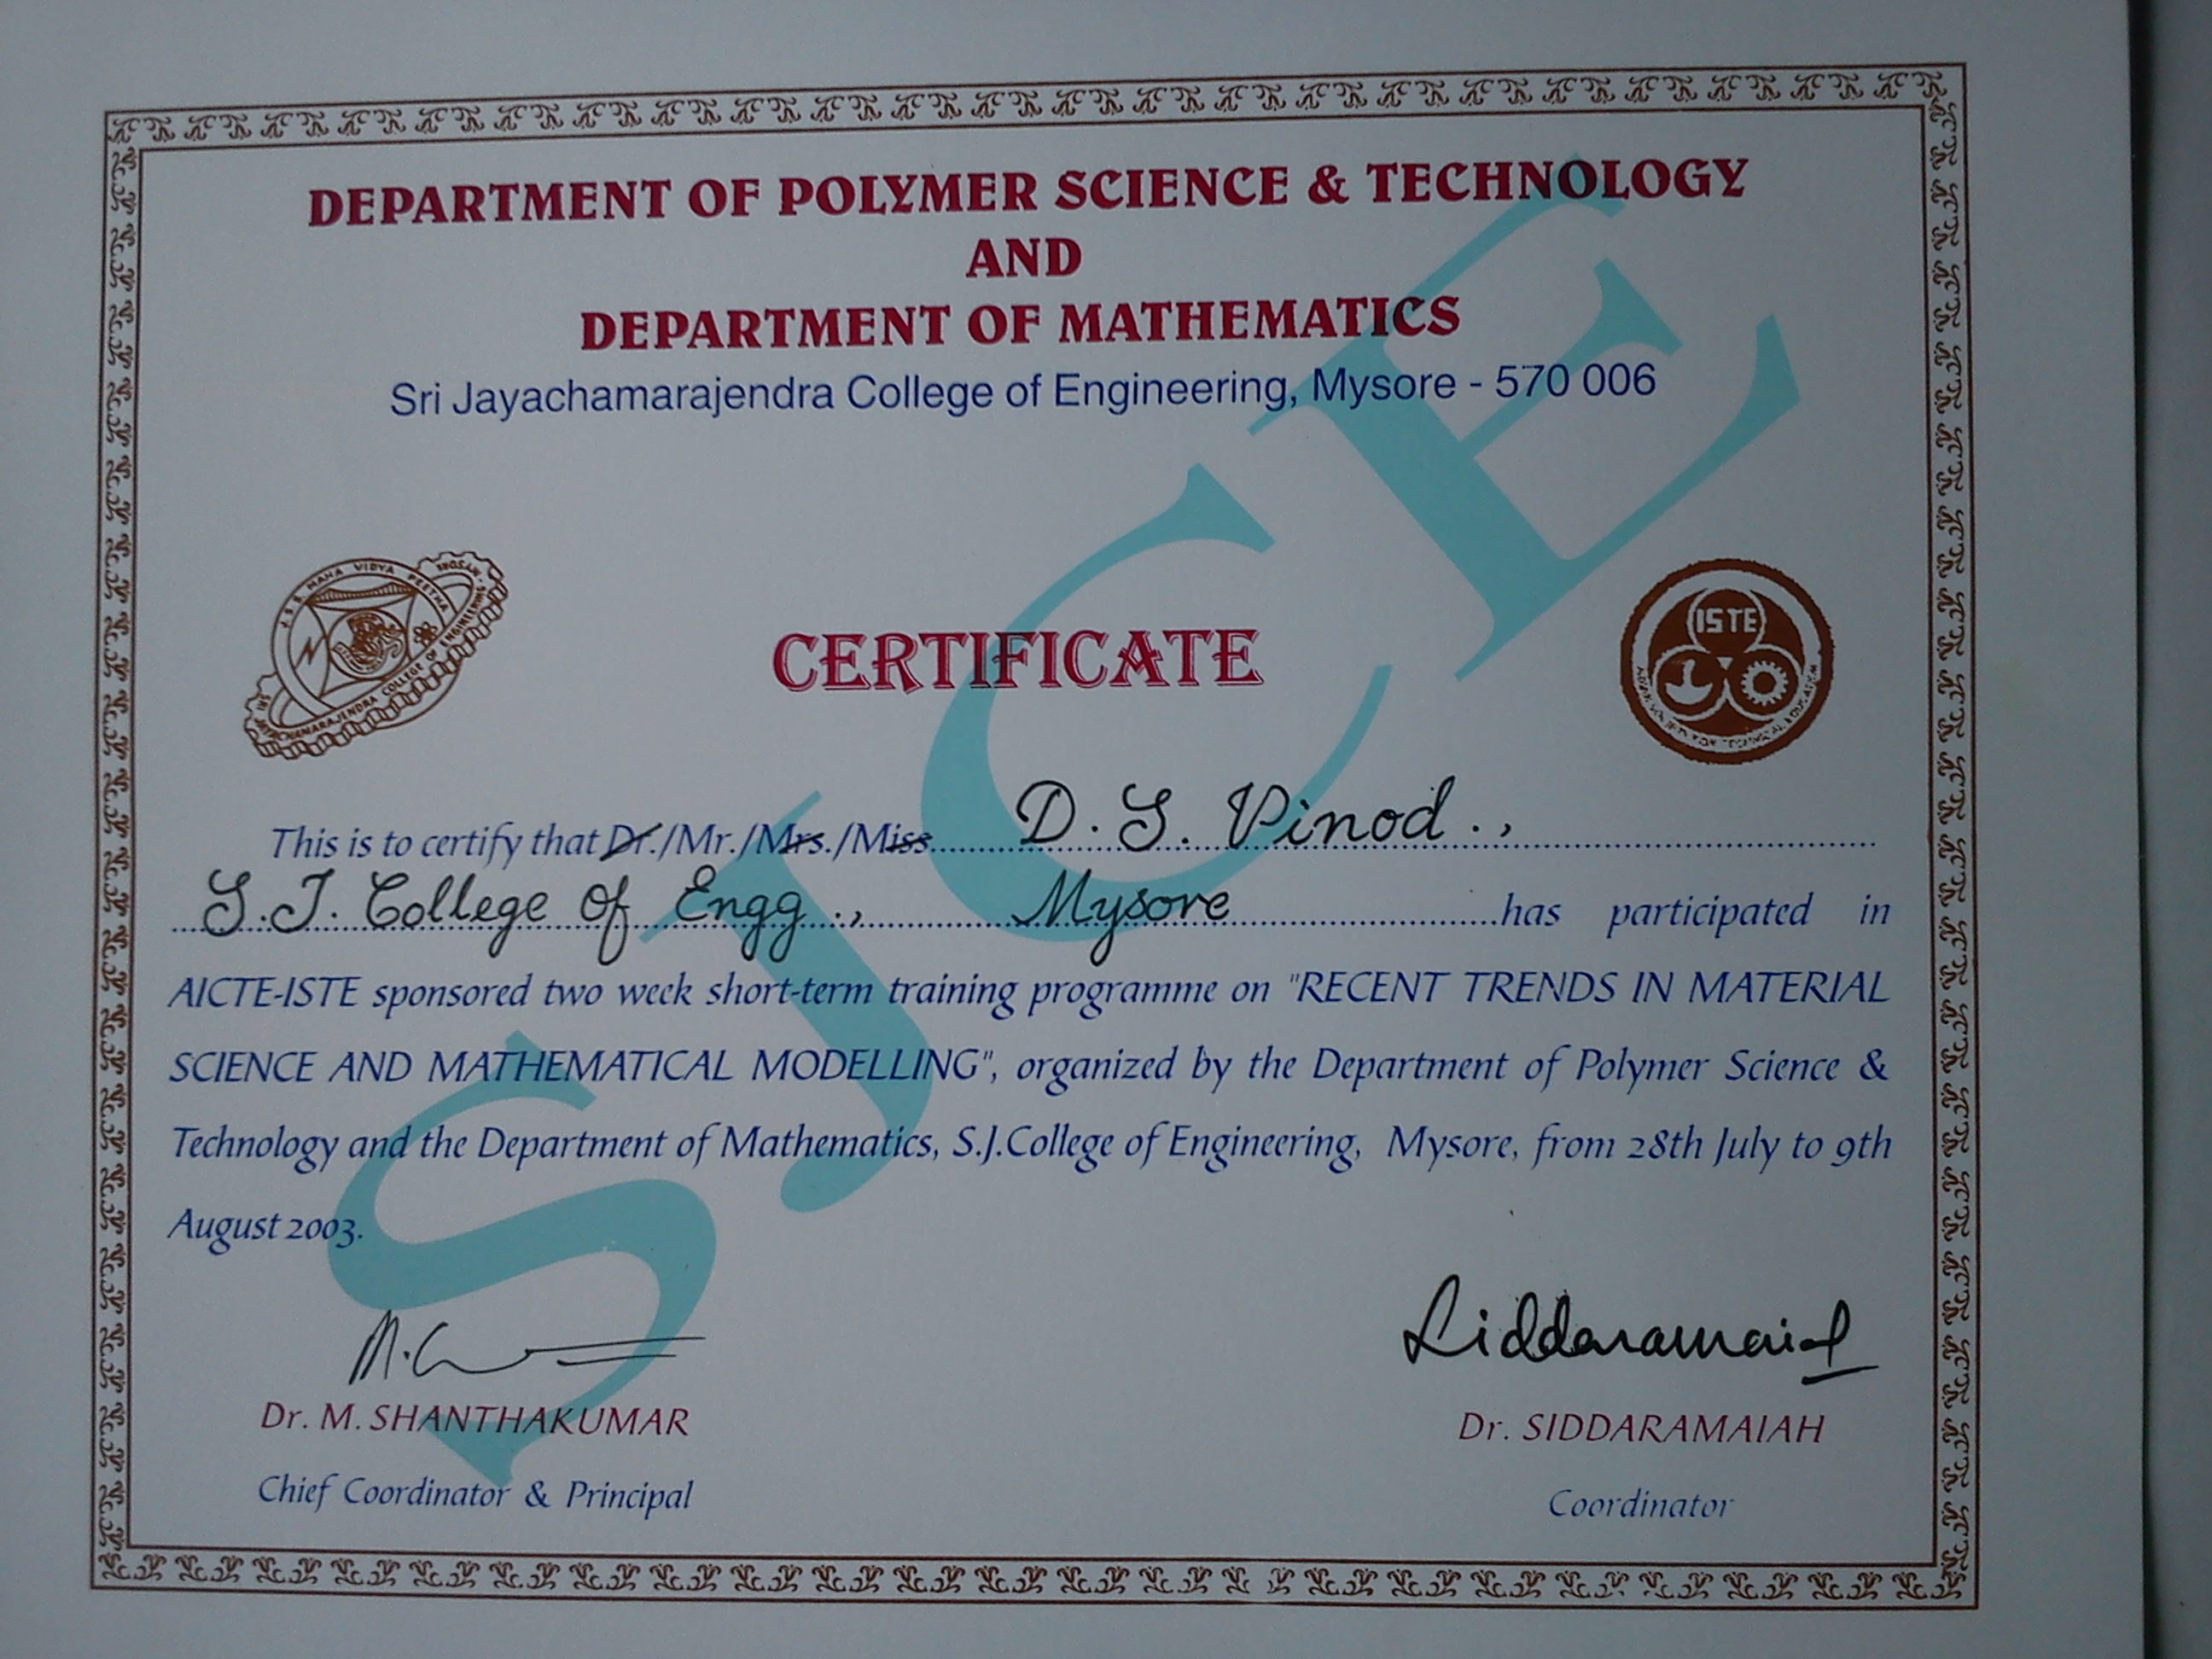 DEPARTMENT OF POLYMER SCIENCE & TECHNOLOGY
AND
DEPARTMENT OF MATHEMATICS
Sri Jayachamarajendra College of Engineering, Mysore - 570 006
SJCE
J.S.S. MAHA VIDYA PEETHA
SRI JAYACHAMARAJENDRA COLLEGE OF ENGINEERING - MYSORE
CERTIFICATE
ISTE
This is to certify that Dr./Mr./Mrs./Miss D. S. Vinod.,
S.J. College of Engg., Mysore has participated in
AICTE-ISTE sponsored two week short-term training programme on "RECENT TRENDS IN MATERIAL
SCIENCE AND MATHEMATICAL MODELLING", organized by the Department of Polymer Science &
Technology and the Department of Mathematics, S.J.College of Engineering, Mysore, from 28th July to 9th
August 2003.
Siddaramaiah
Dr. M. SHANTHAKUMAR
Dr. SIDDARAMAIAH
Chief Coordinator & Principal
Coordinator